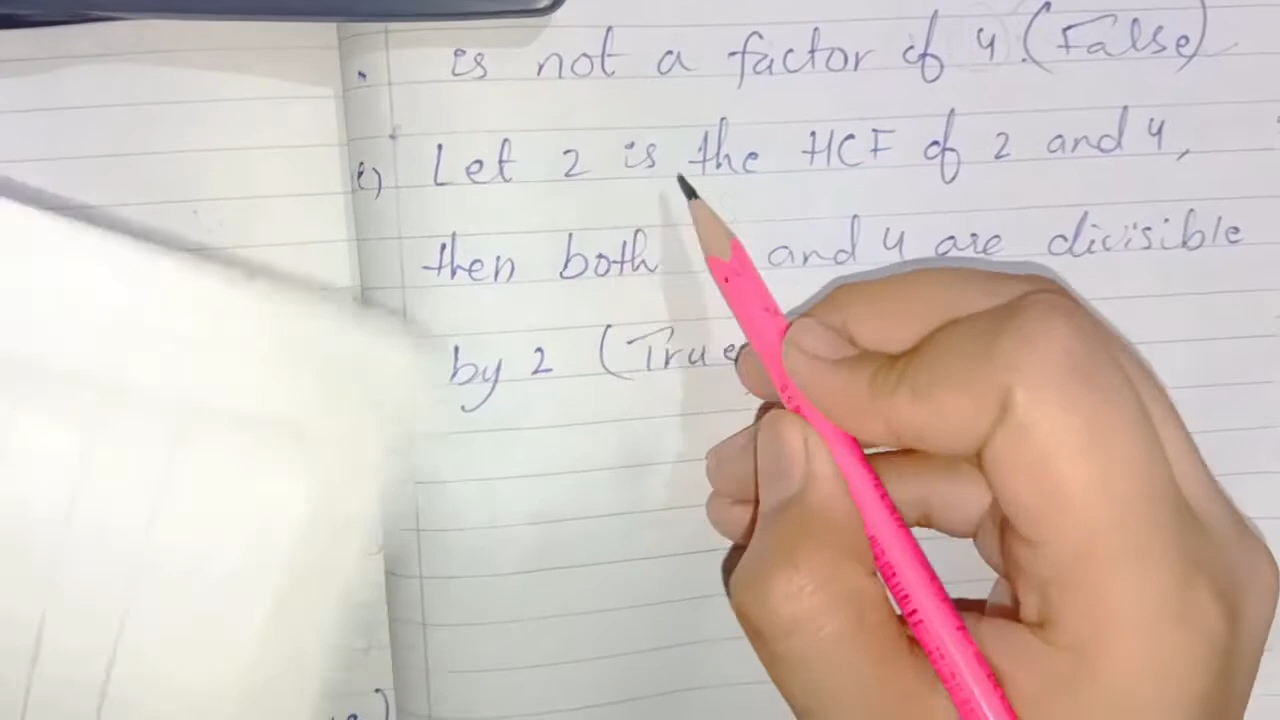 is not a factor of 4. (False)
e) Let 2 is the HCF of 2 and 4,
then both and 4 are divisible
by 2 (True